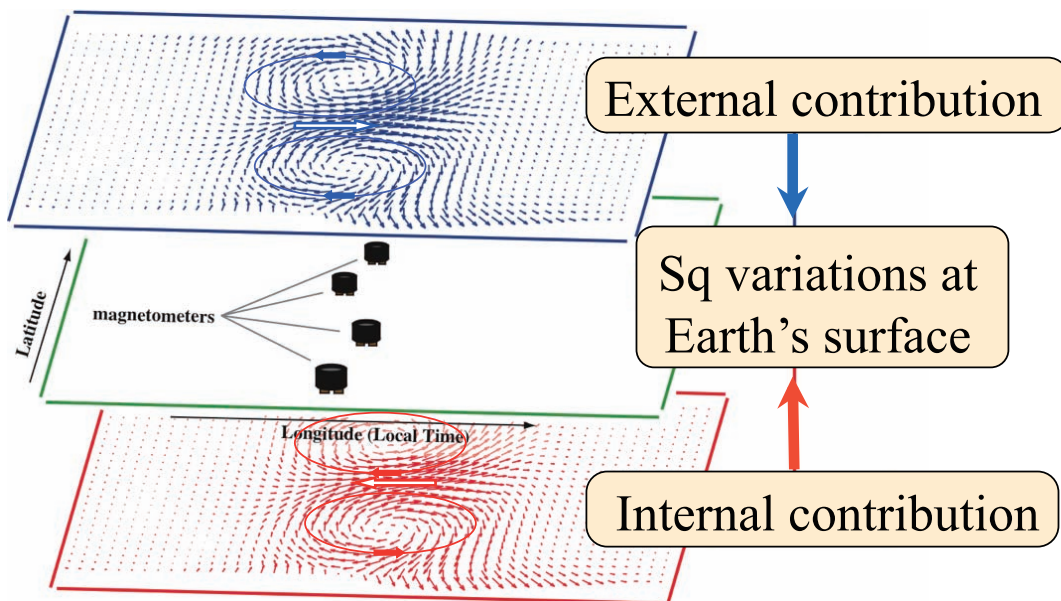 External contribution
Sq variations at
Earth's surface
magnetometers
Latitude
Longitude (Local Time)
Internal contribution